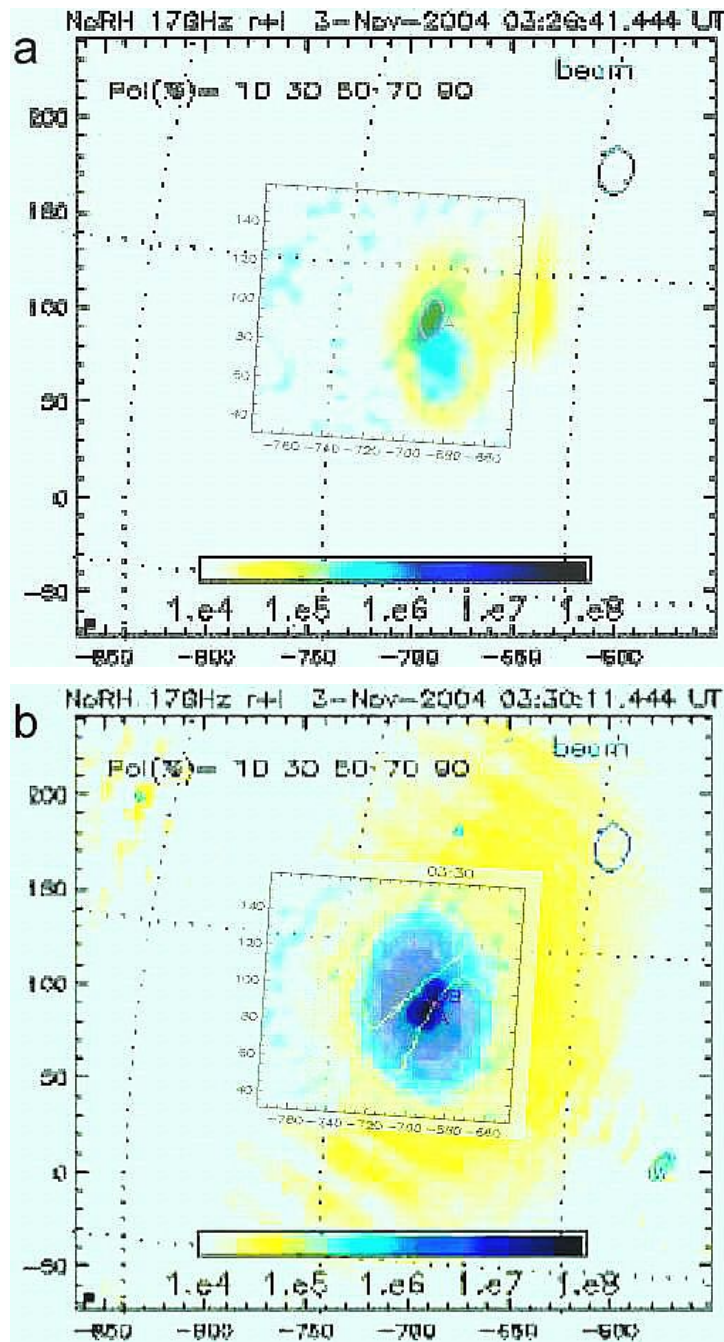 NoRH 17GHz r+l 3-Nov-2004 03:26:41.444 UT
a
beam
Pol(%)= 10 30 50 70 90
200
150
100
50
0
-50
140
120
100
80
60
40
-760 -740 -720 -700 -680 -660
A
1.e4 1.e5 1.e6 1.e7 1.e8
-850 -800 -750 -700 -650 -600
NoRH 17GHz r+l 3-Nov-2004 03:30:11.444 UT
b
beam
Pol(%)= 10 30 50 70 90
200
150
100
50
0
-50
03:30
140
120
100
80
60
40
-760 -740 -720 -700 -680 -660
B
A
1.e4 1.e5 1.e6 1.e7 1.e8
-850 -800 -750 -700 -650 -600